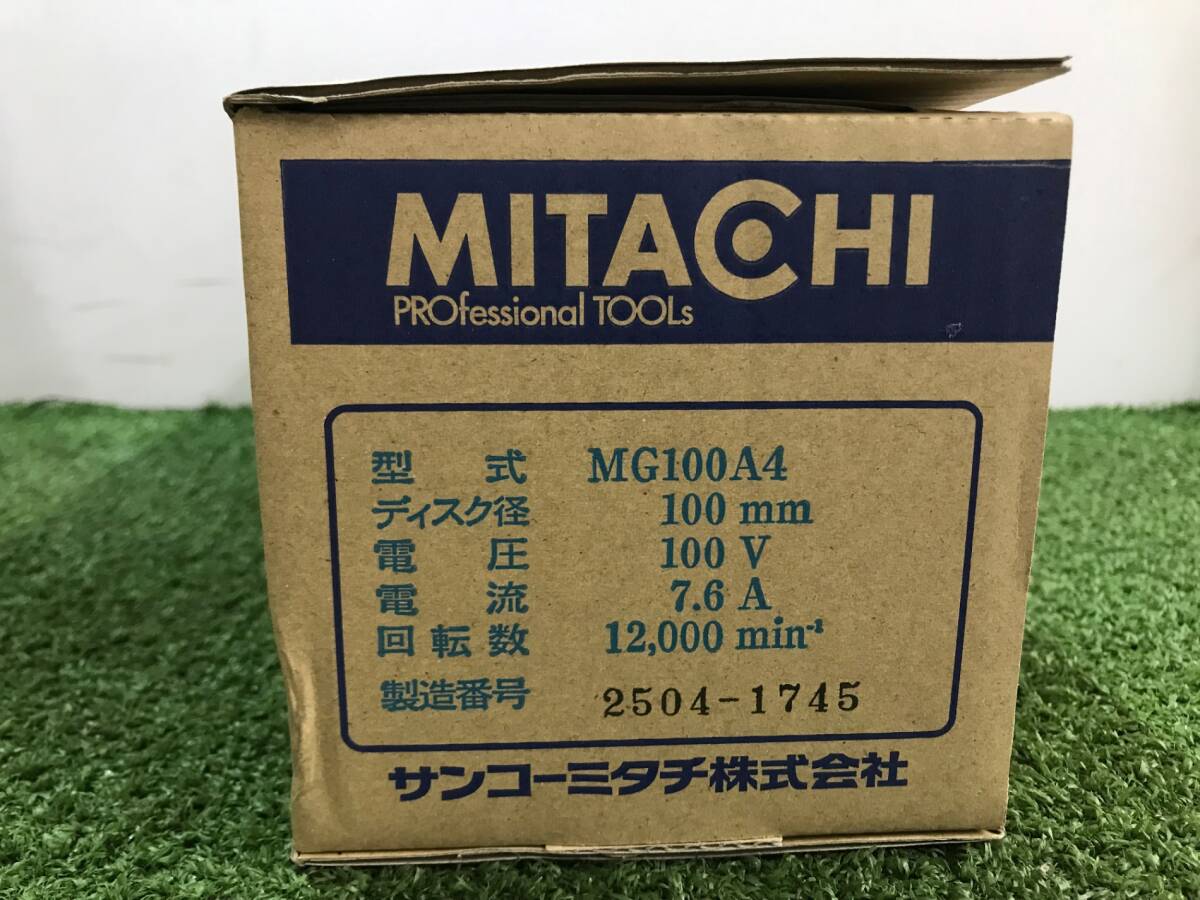 MITACHI
PROfessional TOOLs
型式 MG100A4
ディスク径 100 mm
電圧 100 V
電流 7.6 A
回転数 12,000 min⁻¹
製造番号 2504-1745
サンコーミタチ株式会社